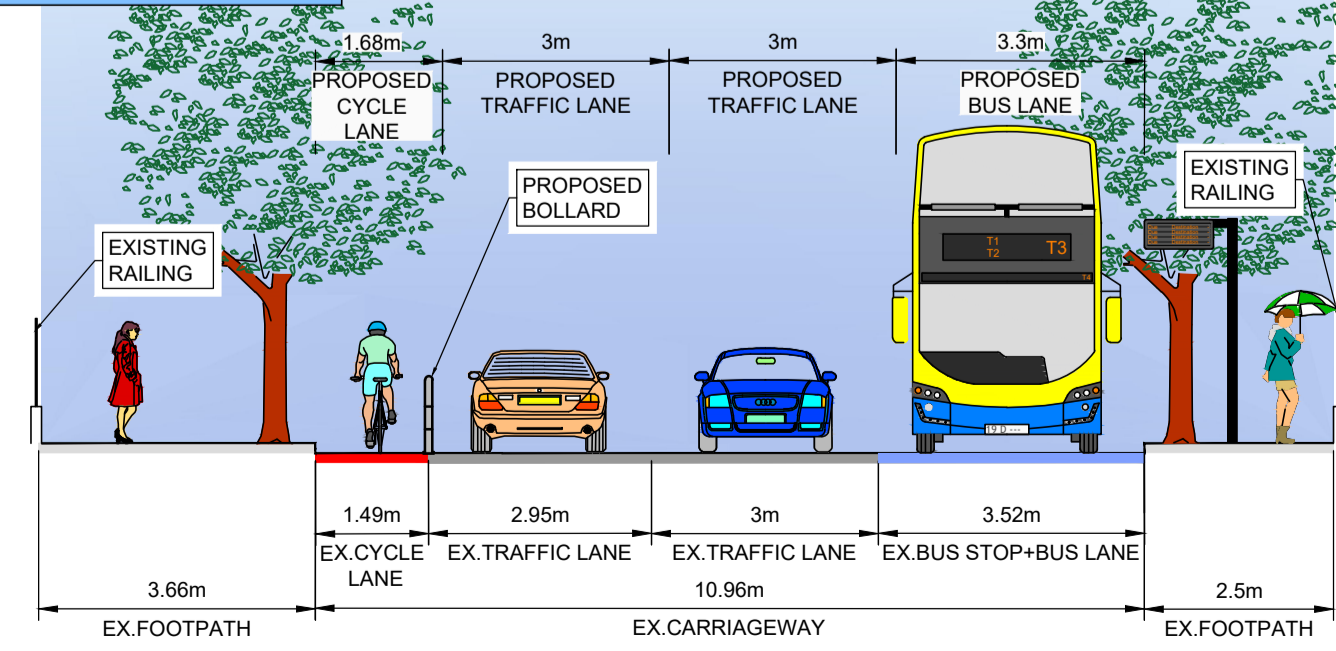 1.68m
3m
3m
3.3m
PROPOSED
CYCLE
LANE
PROPOSED
TRAFFIC LANE
PROPOSED
TRAFFIC LANE
PROPOSED
BUS LANE
PROPOSED
BOLLARD
EXISTING
RAILING
EXISTING
RAILING
T1
T2
T3
T4
19 D ---
1.49m
2.95m
3m
3.52m
EX.CYCLE
LANE
EX.TRAFFIC LANE
EX.TRAFFIC LANE
EX.BUS STOP+BUS LANE
3.66m
10.96m
2.5m
EX.FOOTPATH
EX.CARRIAGEWAY
EX.FOOTPATH